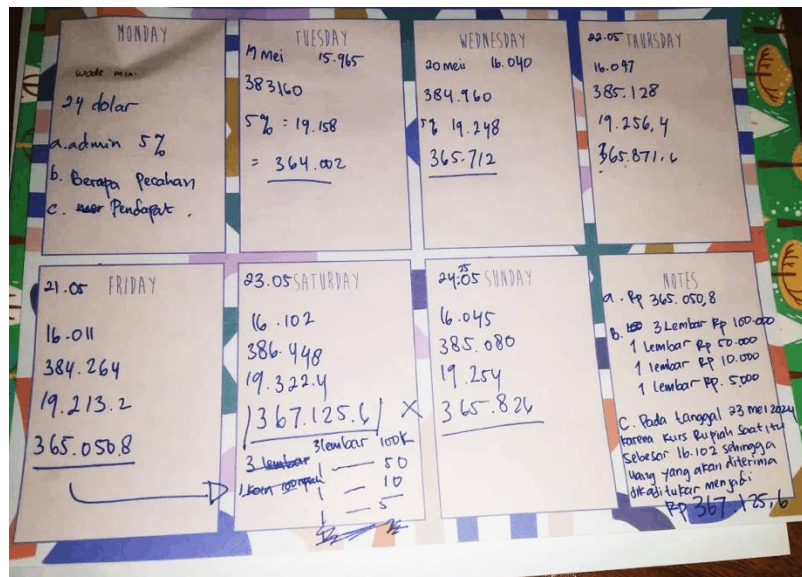 MONDAY
24 dolar
a. admin 5%
b. Berapa pecahan
c. Pendapat.
TUESDAY
Mei 15.965
383160
5% = 19.158
= 364.002
WEDNESDAY
20 mei 16.040
384.960
5% 19.248
365.712
22.05 THURSDAY
16.047
385.128
19.256,4
365.871,6
21.05 FRIDAY
16.011
384.264
19.213.2
365.050,8
23.05 SATURDAY
16.102
386.448
19.322.4
367.125.6 X
3 lembar 100K
3 lembar
1 — 50
1 koin
1 — 10
1 — 5
25
24.05 SUNDAY
16.045
385.080
19.254
365.826
NOTES
a. Rp 365.050,8
b. 3 Lembar Rp 100.000
1 Lembar Rp 50.000
1 lembar Rp 10.000
1 Lembar Rp. 5.000
C. Pada tanggal 23 mei 2024
karena kurs Rupiah saat itu
sebesar 16.102 sehingga
uang yang akan diterima
jika ditukar menjadi
Rp 367.125,6